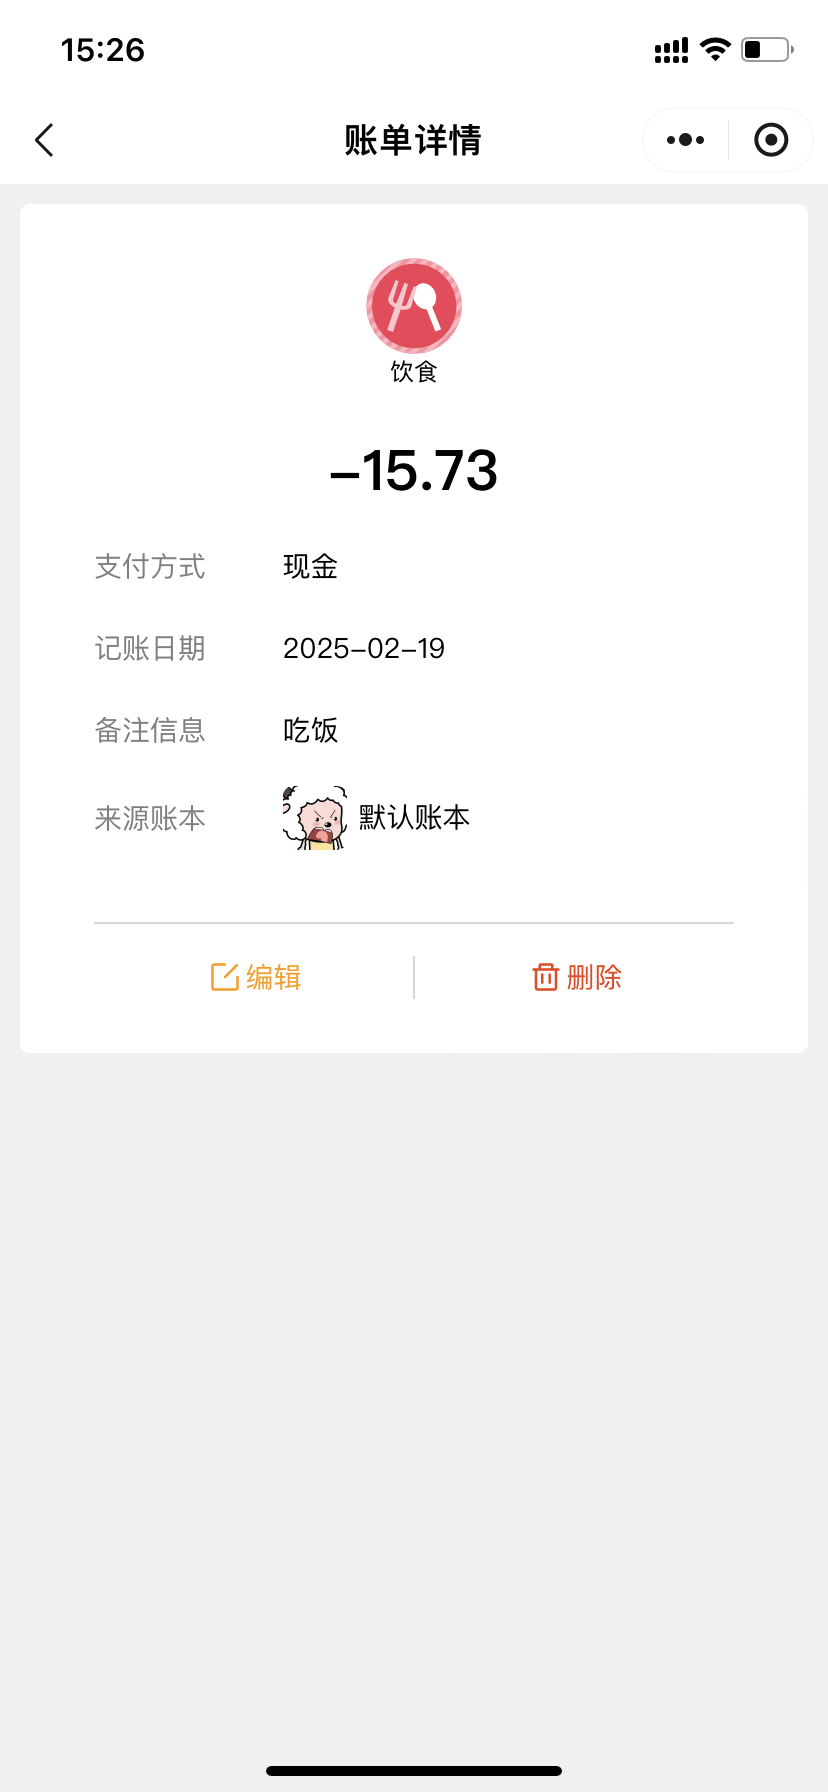 15:26
账单详情
饮食
-15.73
支付方式 现金
记账日期 2025-02-19
备注信息 吃饭
来源账本 默认账本
编辑 删除